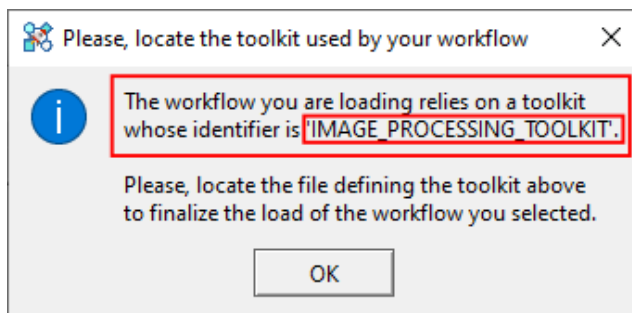 Please, locate the toolkit used by your workflow
The workflow you are loading relies on a toolkit
whose identifier is 'IMAGE_PROCESSING_TOOLKIT'.
Please, locate the file defining the toolkit above
to finalize the load of the workflow you selected.
OK